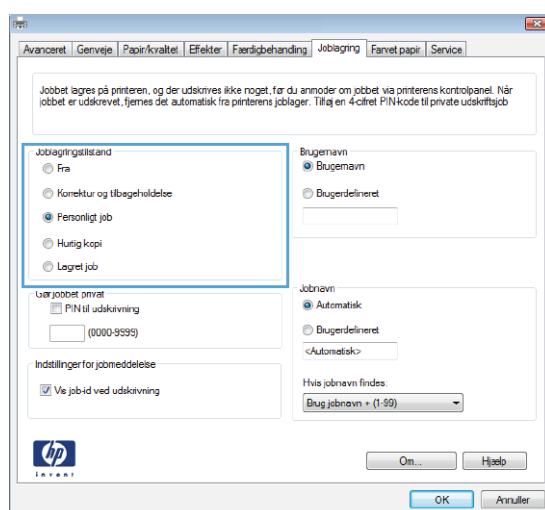 Avanceret Genveje Papir/kvalitet Effekter Færdigbehandling Joblagring Farvet papir Service
Jobbet lagres på printeren, og der udskrives ikke noget, før du anmoder om jobbet via printerens kontrolpanel. Når
jobbet er udskrevet, fjernes det automatisk fra printerens joblager. Tilføj en 4-cifret PIN-kode til private udskriftsjob
Joblagringstilstand
Fra
Korrektur og tilbageholdelse
Personligt job
Hurtig kopi
Lagret job
Brugernavn
Brugernavn
Brugerdefineret
Gør jobbet privat
PIN til udskrivning
(0000-9999)
Jobnavn
Automatisk
Brugerdefineret
<Automatisk>
Indstillinger for jobmeddelelse
Vis job-id ved udskrivning
Hvis jobnavn findes:
Brug jobnavn + (1-99)
hp
invent
Om... Hjælp
OK Annuller